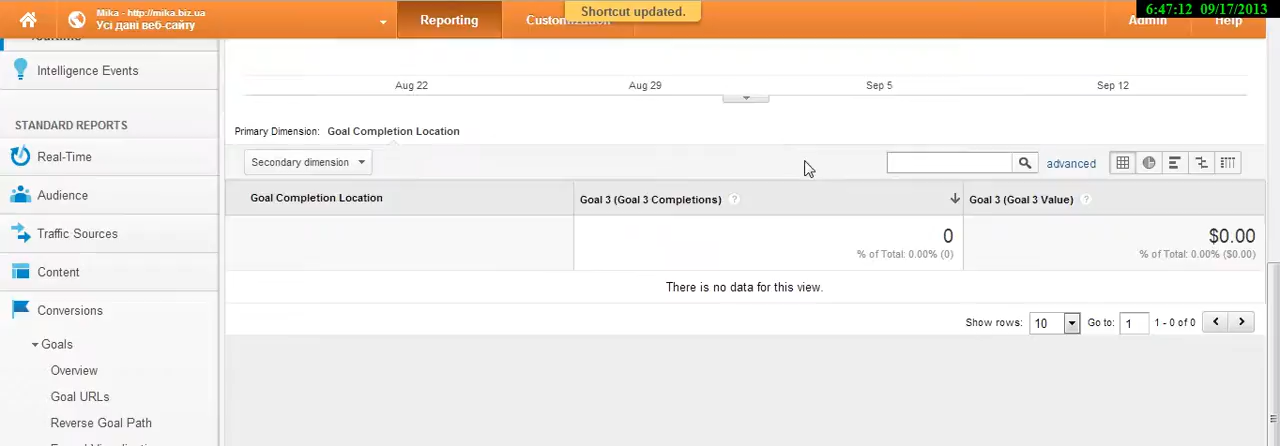 Shortcut updated.
6:47:12 09/17/2013
Mika - http://mika.biz.ua
Усі дані веб-сайту
Reporting
Admin
Help
Intelligence Events
STANDARD REPORTS
Real-Time
Audience
Traffic Sources
Content
Conversions
Goals
Overview
Goal URLs
Reverse Goal Path
Aug 22 Aug 29 Sep 5 Sep 12
Primary Dimension: Goal Completion Location
Secondary dimension
advanced
Goal Completion Location Goal 3 (Goal 3 Completions) ? Goal 3 (Goal 3 Value) ?
0 $0.00
% of Total: 0.00% (0) % of Total: 0.00% ($0.00)
There is no data for this view.
Show rows: 10 Go to: 1 1 - 0 of 0